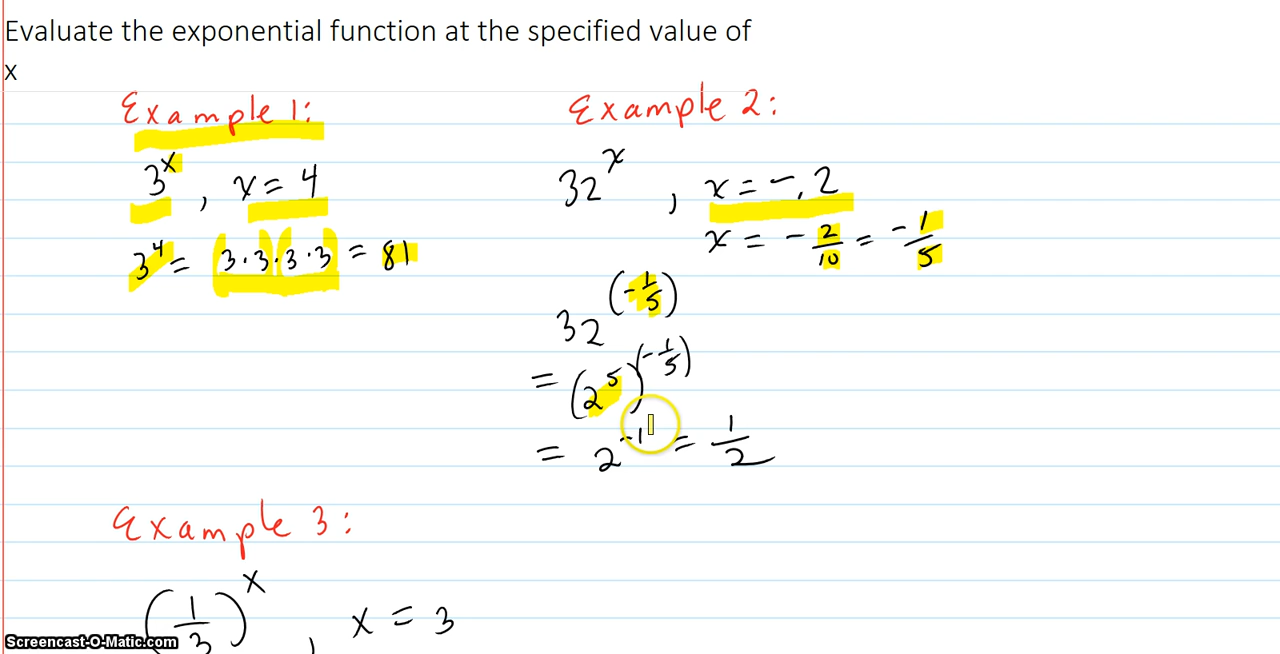 Evaluate the exponential function at the specified value of
x
Example 1:
3^x , x = 4
3^4 = (3·3)·(3·3) = 81
Example 2:
32^x , x = -.2
x = - 2/10 = - 1/5
32^(-1/5)
= (2^5)^(-1/5)
= 2^-1 = 1/2
Example 3:
(1/3)^x , x = 3
Screencast-O-Matic.com